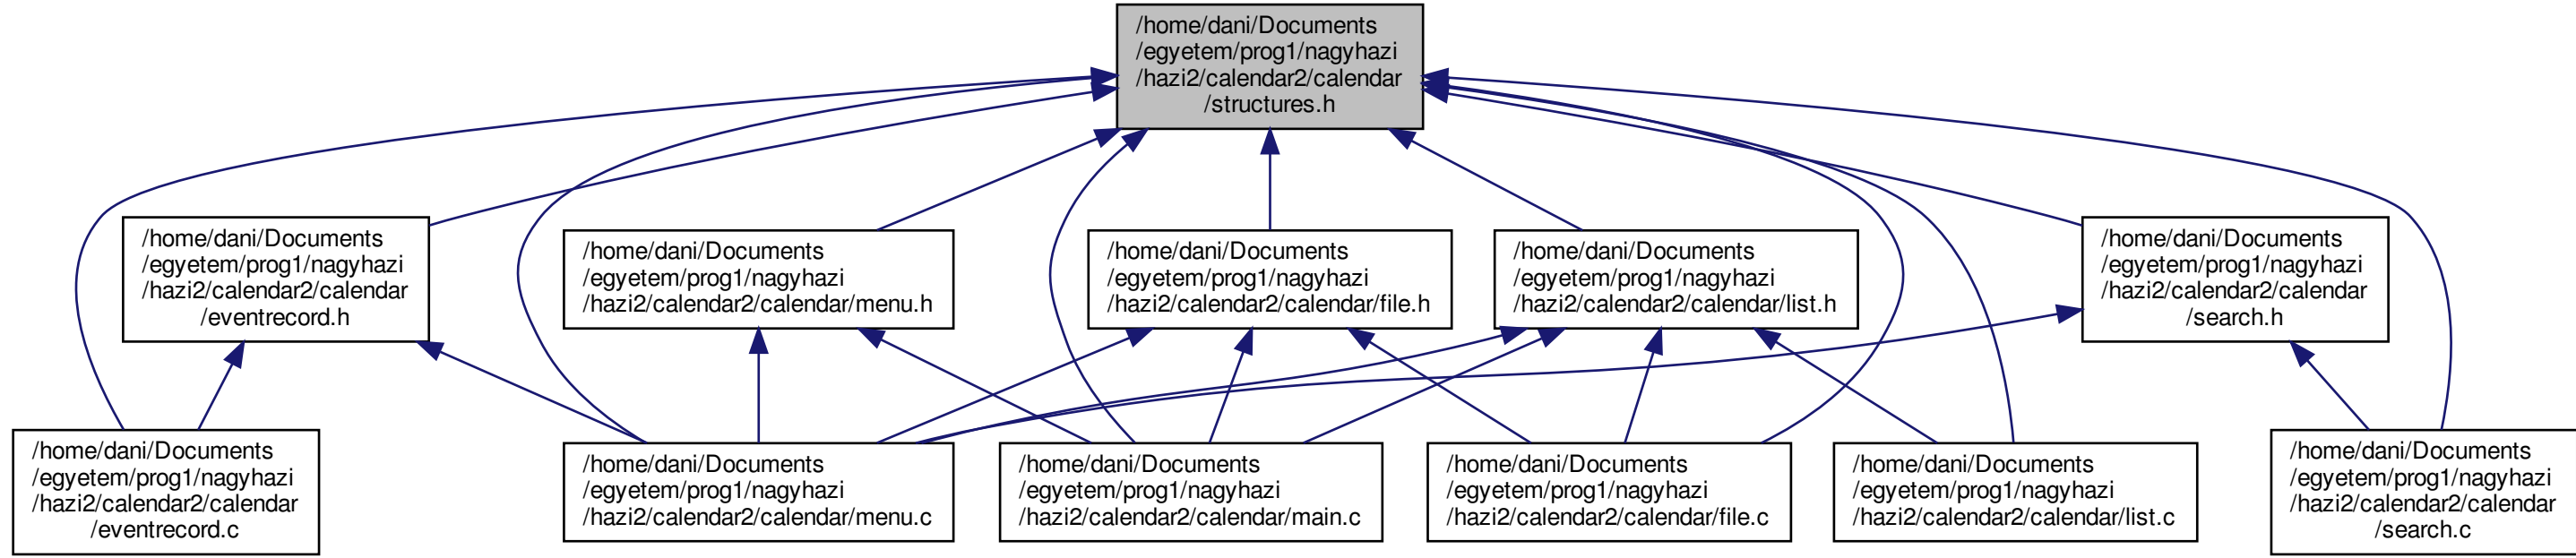 /home/dani/Documents
/egyetem/prog1/nagyhazi
/hazi2/calendar2/calendar
/structures.h
/home/dani/Documents
/egyetem/prog1/nagyhazi
/hazi2/calendar2/calendar
/eventrecord.h
/home/dani/Documents
/egyetem/prog1/nagyhazi
/hazi2/calendar2/calendar/menu.h
/home/dani/Documents
/egyetem/prog1/nagyhazi
/hazi2/calendar2/calendar/file.h
/home/dani/Documents
/egyetem/prog1/nagyhazi
/hazi2/calendar2/calendar/list.h
/home/dani/Documents
/egyetem/prog1/nagyhazi
/hazi2/calendar2/calendar
/search.h
/home/dani/Documents
/egyetem/prog1/nagyhazi
/hazi2/calendar2/calendar
/eventrecord.c
/home/dani/Documents
/egyetem/prog1/nagyhazi
/hazi2/calendar2/calendar/menu.c
/home/dani/Documents
/egyetem/prog1/nagyhazi
/hazi2/calendar2/calendar/main.c
/home/dani/Documents
/egyetem/prog1/nagyhazi
/hazi2/calendar2/calendar/file.c
/home/dani/Documents
/egyetem/prog1/nagyhazi
/hazi2/calendar2/calendar/list.c
/home/dani/Documents
/egyetem/prog1/nagyhazi
/hazi2/calendar2/calendar
/search.c